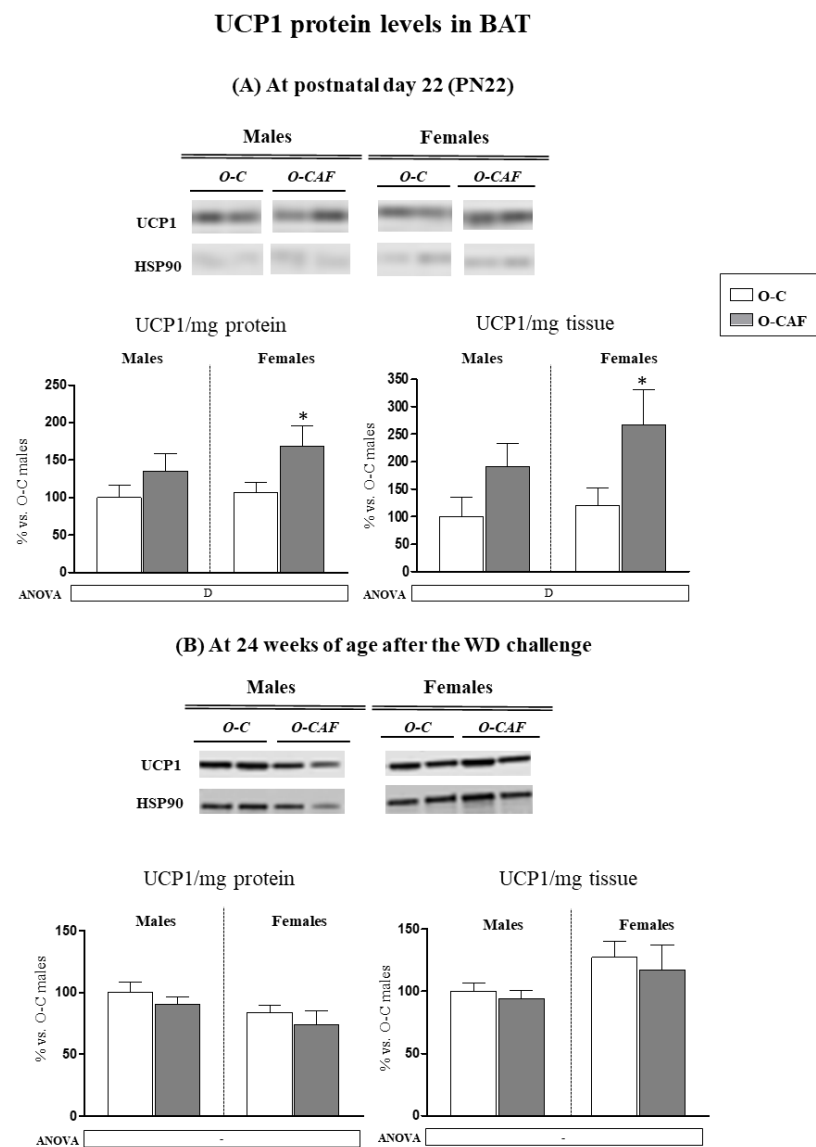 UCP1 protein levels in BAT
(A) At postnatal day 22 (PN22)
Males Females
O-C O-CAF O-C O-CAF
UCP1
HSP90
O-C
O-CAF
UCP1/mg protein
Males Females
% vs. O-C males
250
200
150
100
50
0
*
ANOVA D
UCP1/mg tissue
Males Females
% vs. O-C males
350
300
250
200
150
100
50
0
*
ANOVA D
(B) At 24 weeks of age after the WD challenge
Males Females
O-C O-CAF O-C O-CAF
UCP1
HSP90
UCP1/mg protein
Males Females
% vs. O-C males
150
100
50
0
ANOVA -
UCP1/mg tissue
Males Females
% vs. O-C males
150
100
50
0
ANOVA -